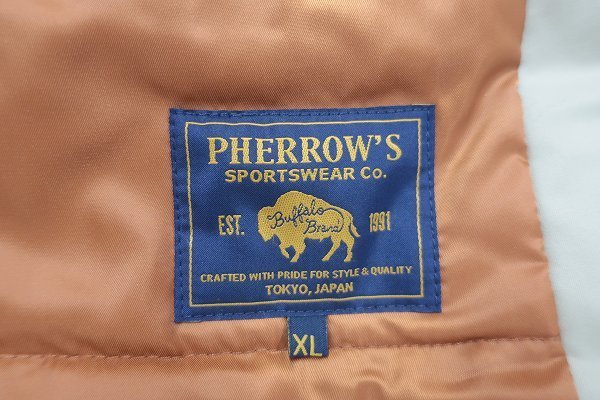 PHERROW'S
SPORTSWEAR Co.
EST. Buffalo Brand 1991
CRAFTED WITH PRIDE FOR STYLE & QUALITY
TOKYO, JAPAN
XL